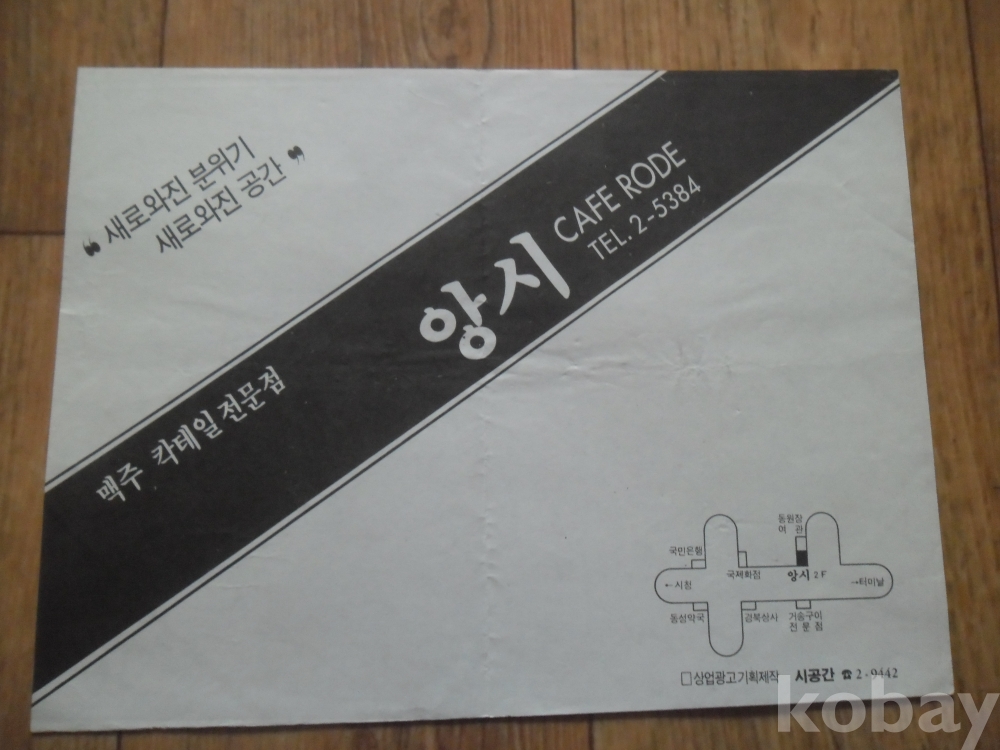 ❝ 새로와진 분위기
새로와진 공간 ❞
CAFE RODE
TEL. 2-5384
앙시
맥주 칵테일 전문점
동원장
여 관
국민은행
국제화점
앙시 2F
←시청
→터미날
동성약국
경북상사
거송구이
전 문 점
□상업광고기획제작 시공간 ☎ 2-9442
kobay